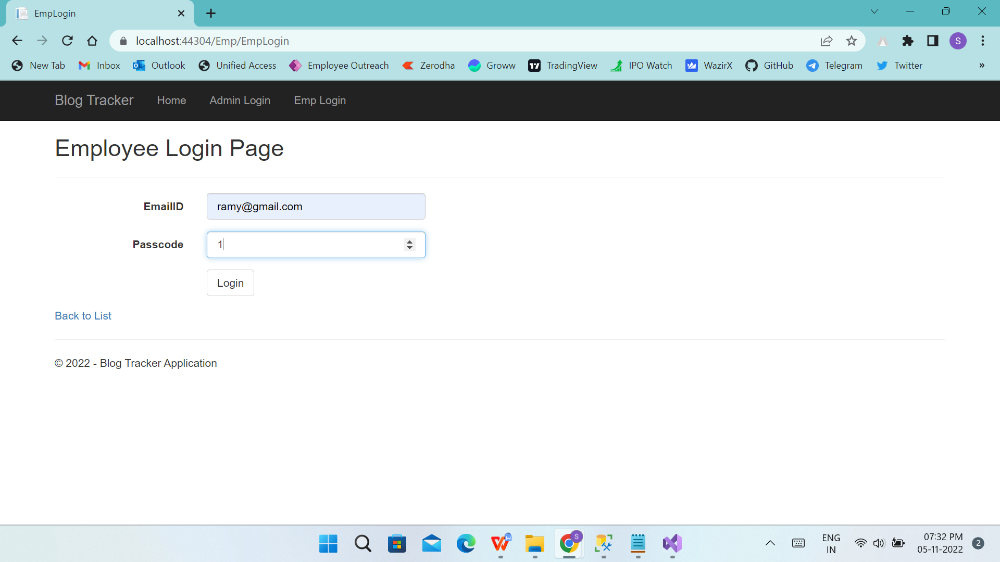 EmpLogin
localhost:44304/Emp/EmpLogin
S
New Tab Inbox Outlook Unified Access Employee Outreach Zerodha Groww TradingView IPO Watch WazirX GitHub Telegram Twitter »
Blog Tracker Home Admin Login Emp Login
Employee Login Page
EmailID ramy@gmail.com
Passcode 1
Login
Back to List
© 2022 - Blog Tracker Application
ENG
IN
07:32 PM
05-11-2022
2